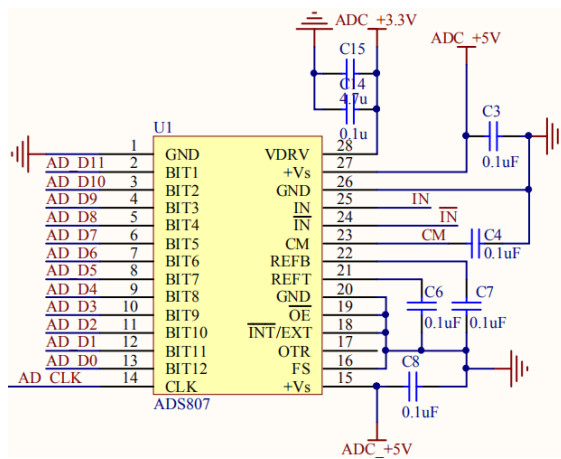 ADC_+3.3V
ADC_+5V
C15
C14
4.7u
0.1u
C3
0.1uF
U1
1 GND VDRV 28
AD_D11 2 BIT1 +Vs 27
AD_D10 3 BIT2 GND 26
AD_D9 4 BIT3 IN 25 IN
AD_D8 5 BIT4 I̅N̅ 24 I̅N̅
AD_D7 6 BIT5 CM 23 CM C4 0.1uF
AD_D6 7 BIT6 REFB 22
AD_D5 8 BIT7 REFT 21 C6 C7
AD_D4 9 BIT8 GND 20
AD_D3 10 BIT9 O̅E̅ 19 0.1uF 0.1uF
AD_D2 11 BIT10 I̅N̅T̅/EXT 18
AD_D1 12 BIT11 OTR 17
AD_D0 13 BIT12 FS 16 C8
AD_CLK 14 CLK +Vs 15
ADS807 0.1uF
ADC_+5V